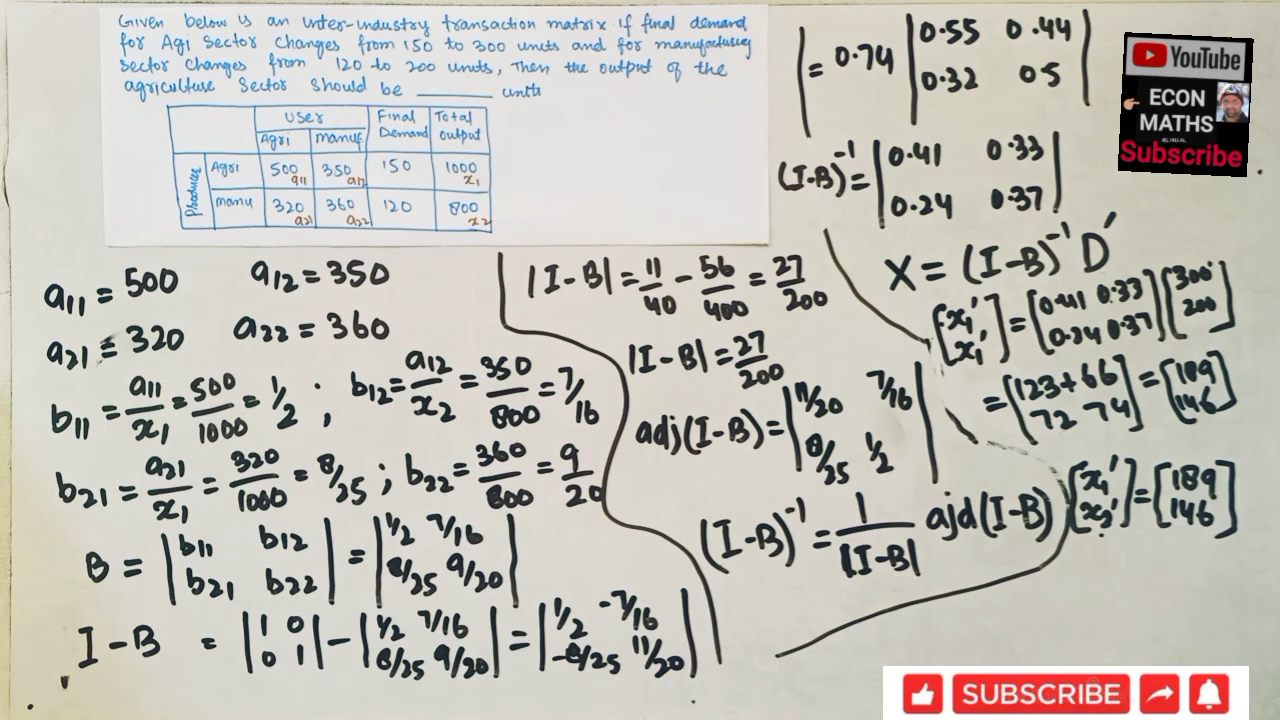 Given below is an inter-industry transaction matrix if final demand
for Agi Sector Changes from 150 to 300 units and for manufacturing
sector changes from 120 to 200 units, Then the output of the
agriculture Sector should be ______ units
User Final Total
Agri manuf Demand output
Producer
Agri 500 350 150 1000
a11 a12 x1
manu 320 360 120 800
a21 a22 x2
a11 = 500 a12 = 350
a21 = 320 a22 = 360
b11 = a11/x1 = 500/1000 = 1/2 ; b12 = a12/x2 = 350/800 = 7/16
b21 = a21/x1 = 320/1000 = 8/25 ; b22 = 360/800 = 9/20
B = |b11 b12| = |1/2 7/16|
|b21 b22| |8/25 9/20|
I-B = |1 0| - |1/2 7/16| = |1/2 -7/16|
|0 1| |8/25 9/20| |-8/25 11/20|
|I-B| = 11/40 - 56/400 = 27/200
|I-B| = 27/200
adj(I-B) = |11/20 7/16|
|8/25 1/2|
(I-B)⁻¹ = 1/|I-B| ajd(I-B)
= 0.74 |0.55 0.44|
|0.32 0.5|
(I-B)⁻¹ = |0.41 0.33|
|0.24 0.37|
X = (I-B)⁻¹ D'
[x1'] = [0.41 0.33] [300]
[x1'] [0.24 0.37] [200]
= [123+66] = [189]
[72 74] [146]
[x1'] = [189]
[x2'] [146]
YouTube
ECON
MATHS
Subscribe
SUBSCRIBE